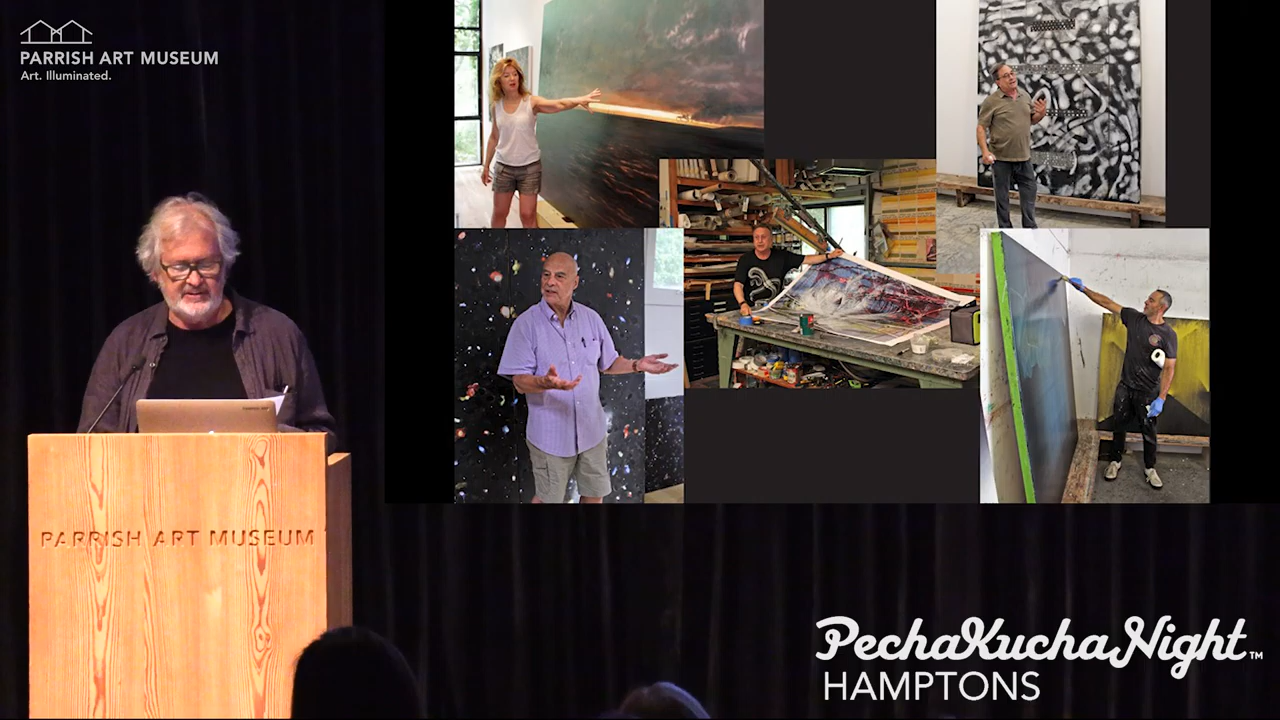 PARRISH ART MUSEUM
Art. Illuminated.
PARRISH ART MUSEUM
PechaKuchaNight™
HAMPTONS